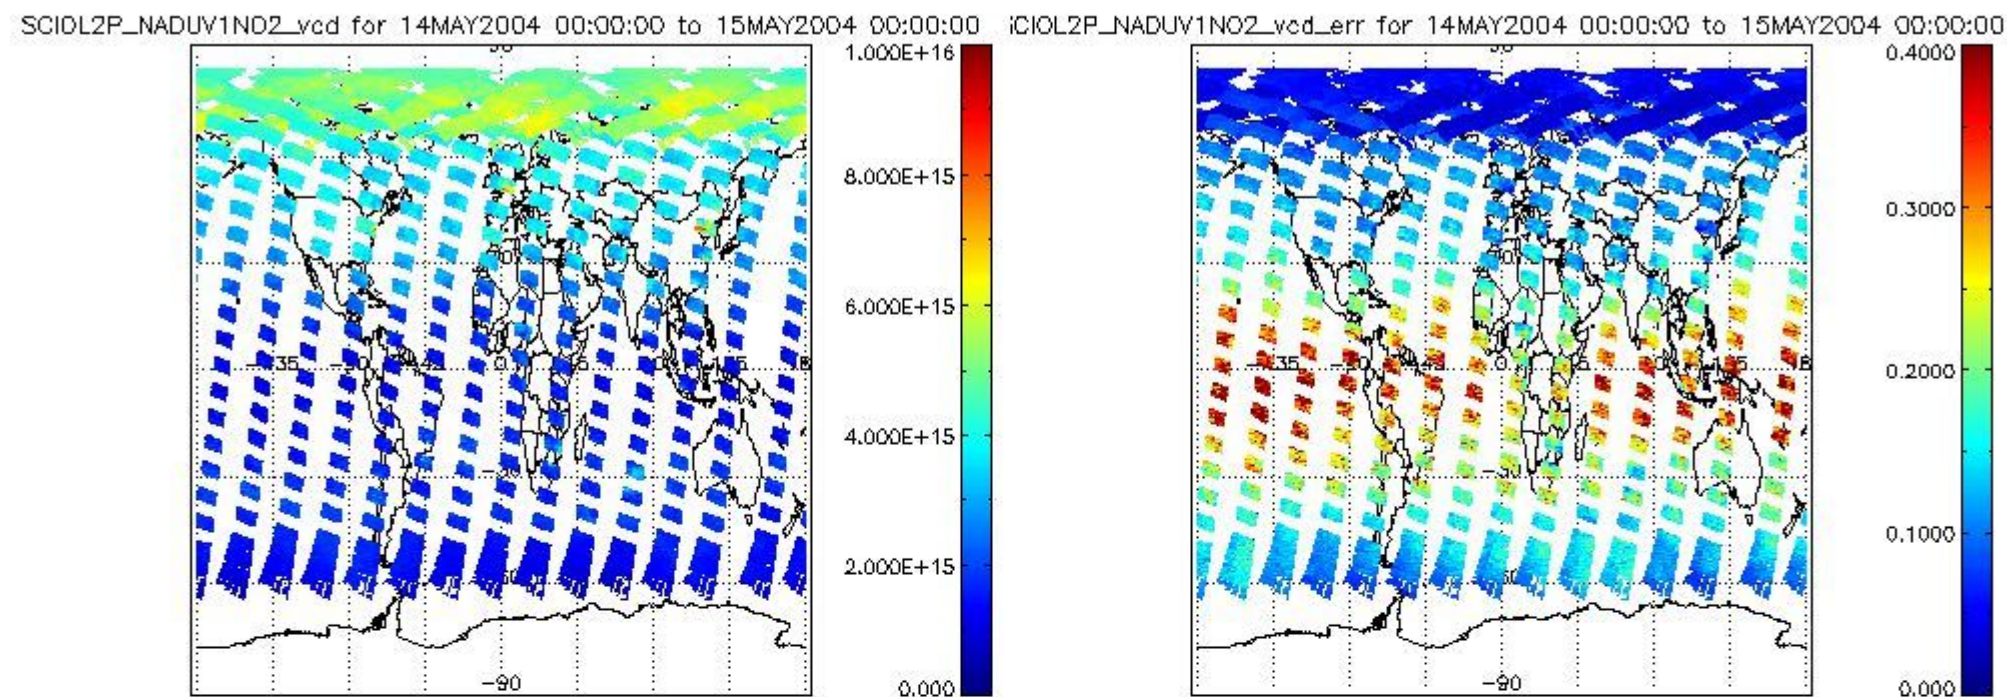 SCIOL2P_NADUV1NO2_vcd for 14MAY2004 00:00:00 to 15MAY2004 00:00:00
1.000E+16
8.000E+15
6.000E+15
4.000E+15
2.000E+15
0.000
-90
CIOL2P_NADUV1NO2_vcd_err for 14MAY2004 00:00:00 to 15MAY2004 00:00:00
0.4000
0.3000
0.2000
0.1000
0.000
-90